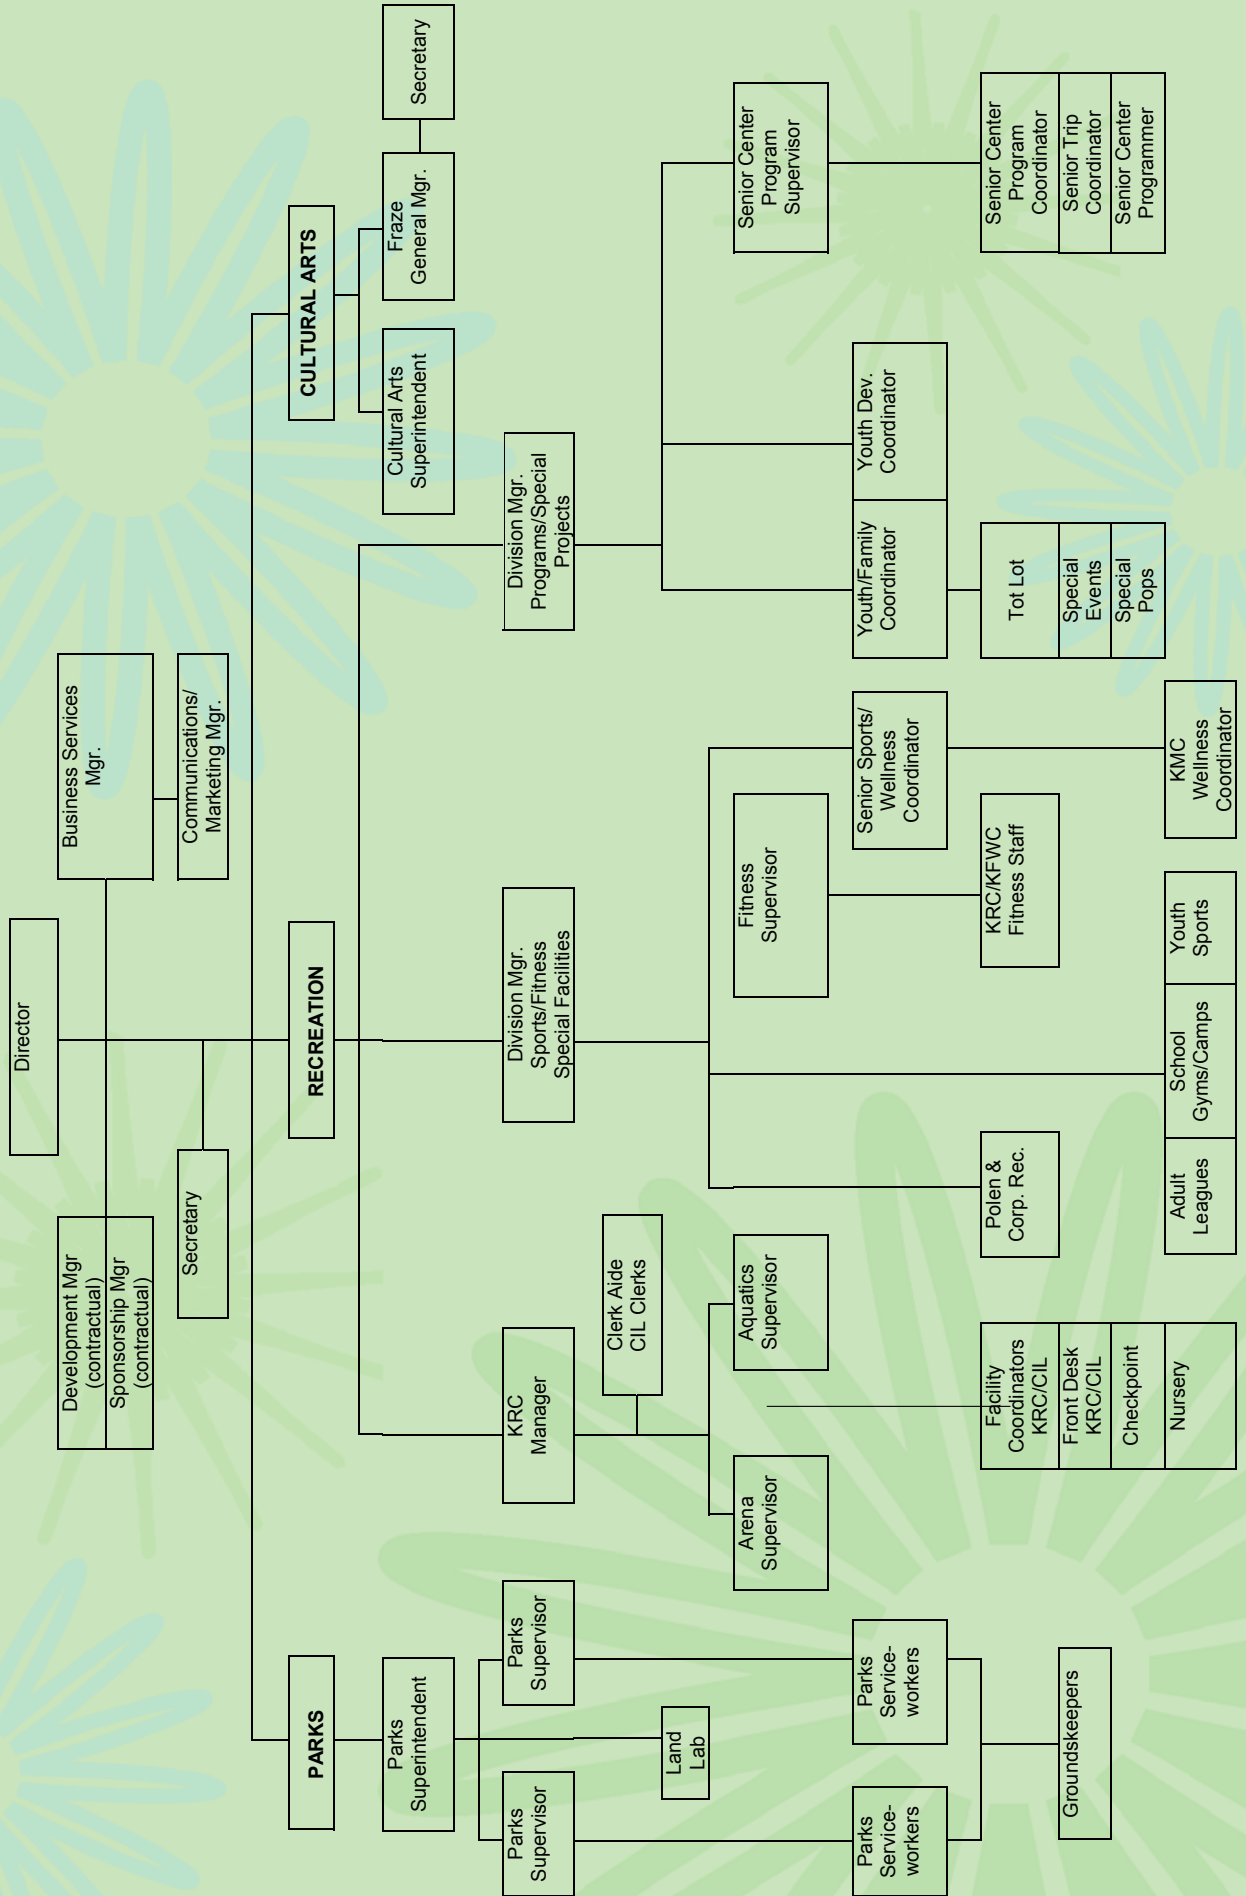 Director
Development Mgr
(contractual)
Sponsorship Mgr
(contractual)
Business Services
Mgr.
Secretary
Communications/
Marketing Mgr.
PARKS
RECREATION
CULTURAL ARTS
Parks
Superintendent
Cultural Arts
Superintendent
Fraze
General Mgr.
Secretary
Parks
Supervisor
Parks
Supervisor
KRC
Manager
Division Mgr.
Sports/Fitness
Special Facilities
Division Mgr.
Programs/Special
Projects
Clerk Aide
CIL Clerks
Land
Lab
Arena
Supervisor
Aquatics
Supervisor
Fitness
Supervisor
Senior Center
Program
Supervisor
Parks
Service-
workers
Parks
Service-
workers
Senior Sports/
Wellness
Coordinator
Youth/Family
Coordinator
Youth Dev.
Coordinator
Facility
Coordinators
KRC/CIL
Front Desk
KRC/CIL
Checkpoint
Nursery
Polen &
Corp. Rec.
KRC/KFWC
Fitness Staff
Tot Lot
Special
Events
Special
Pops
Senior Center
Program
Coordinator
Senior Trip
Coordinator
Senior Center
Programmer
Groundskeepers
Adult
Leagues
School
Gyms/Camps
Youth
Sports
KMC
Wellness
Coordinator